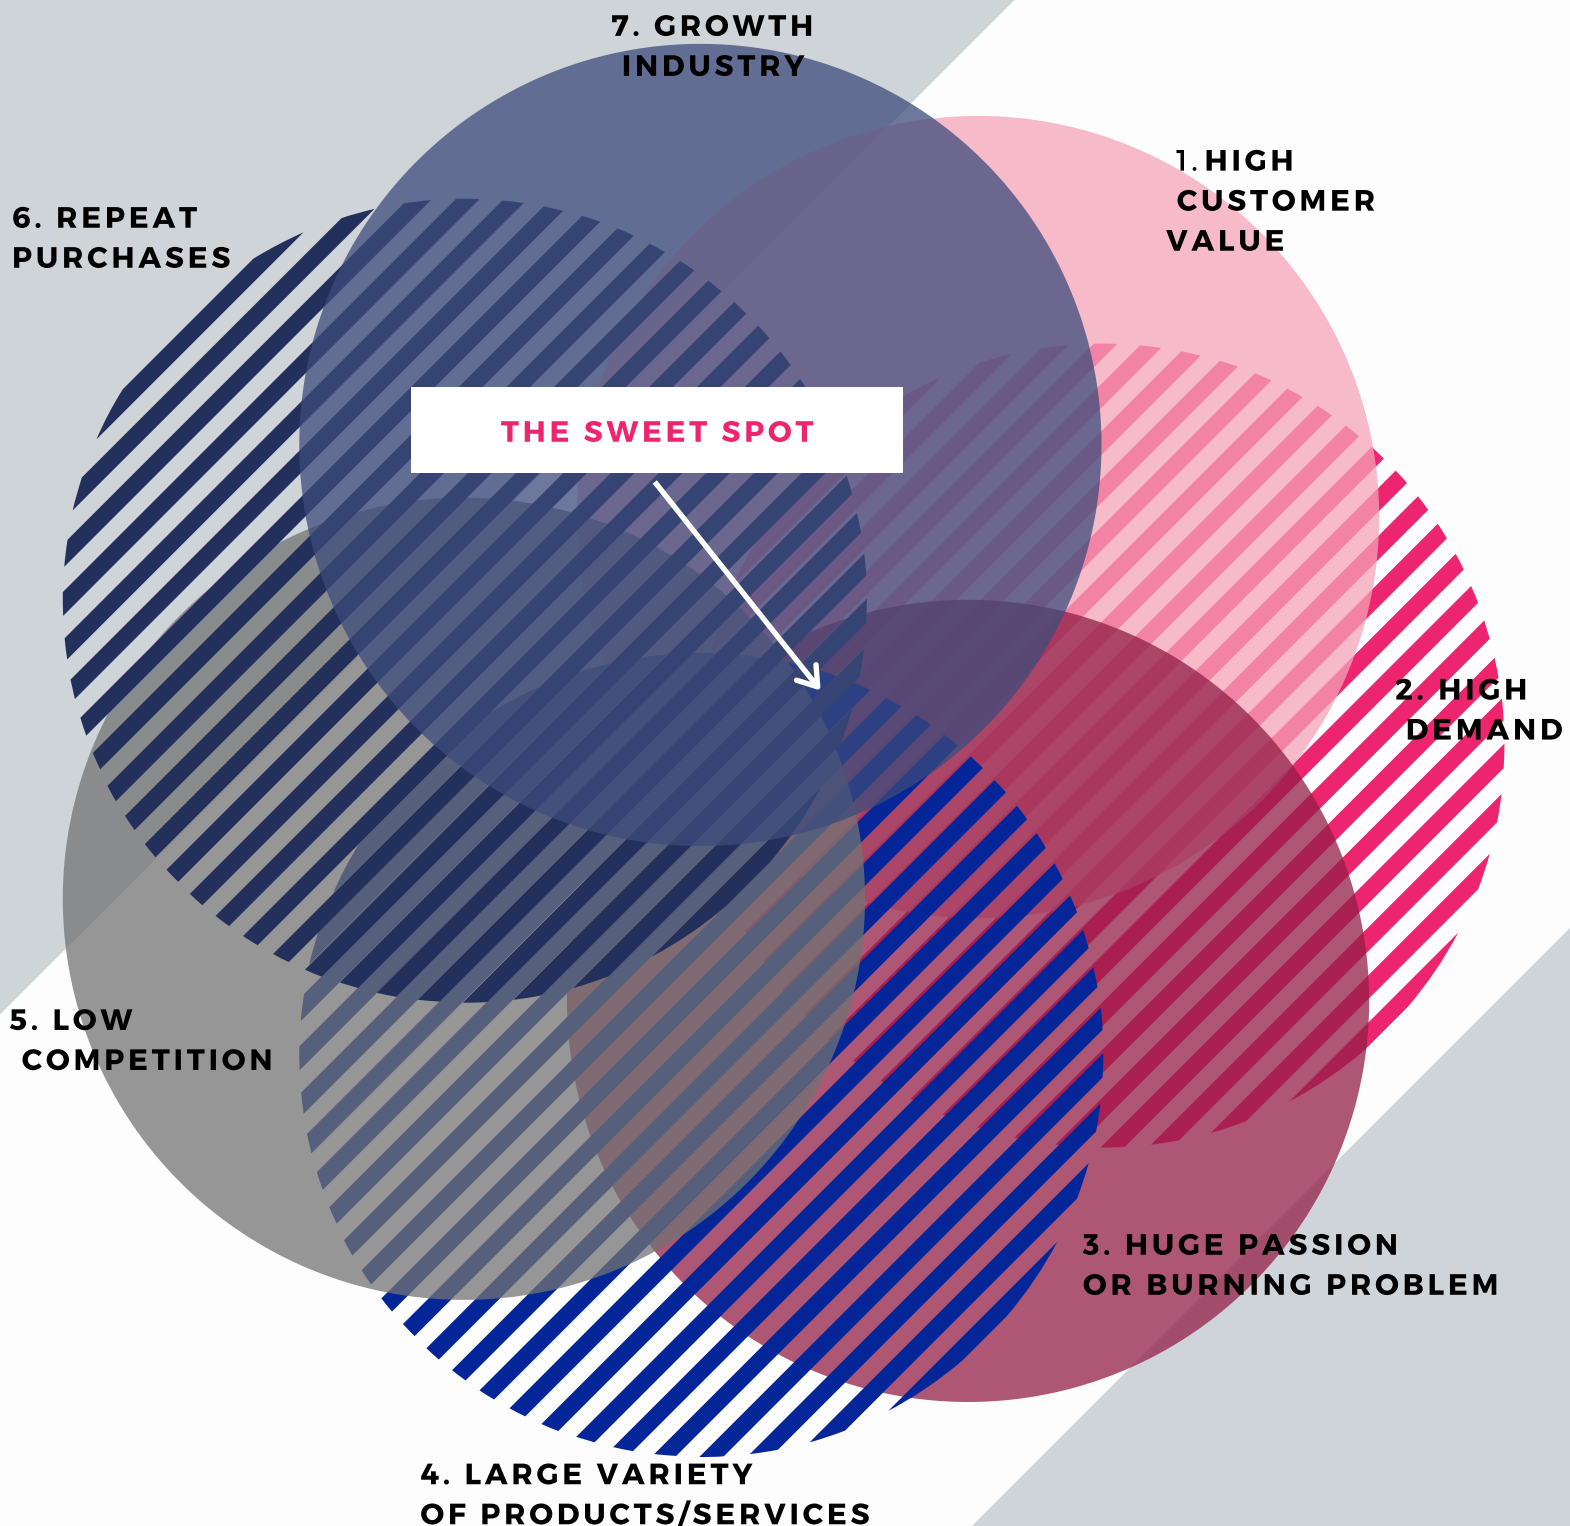 7. GROWTH
INDUSTRY
1. HIGH
CUSTOMER
VALUE
6. REPEAT
PURCHASES
THE SWEET SPOT
2. HIGH
DEMAND
5. LOW
COMPETITION
3. HUGE PASSION
OR BURNING PROBLEM
4. LARGE VARIETY
OF PRODUCTS/SERVICES